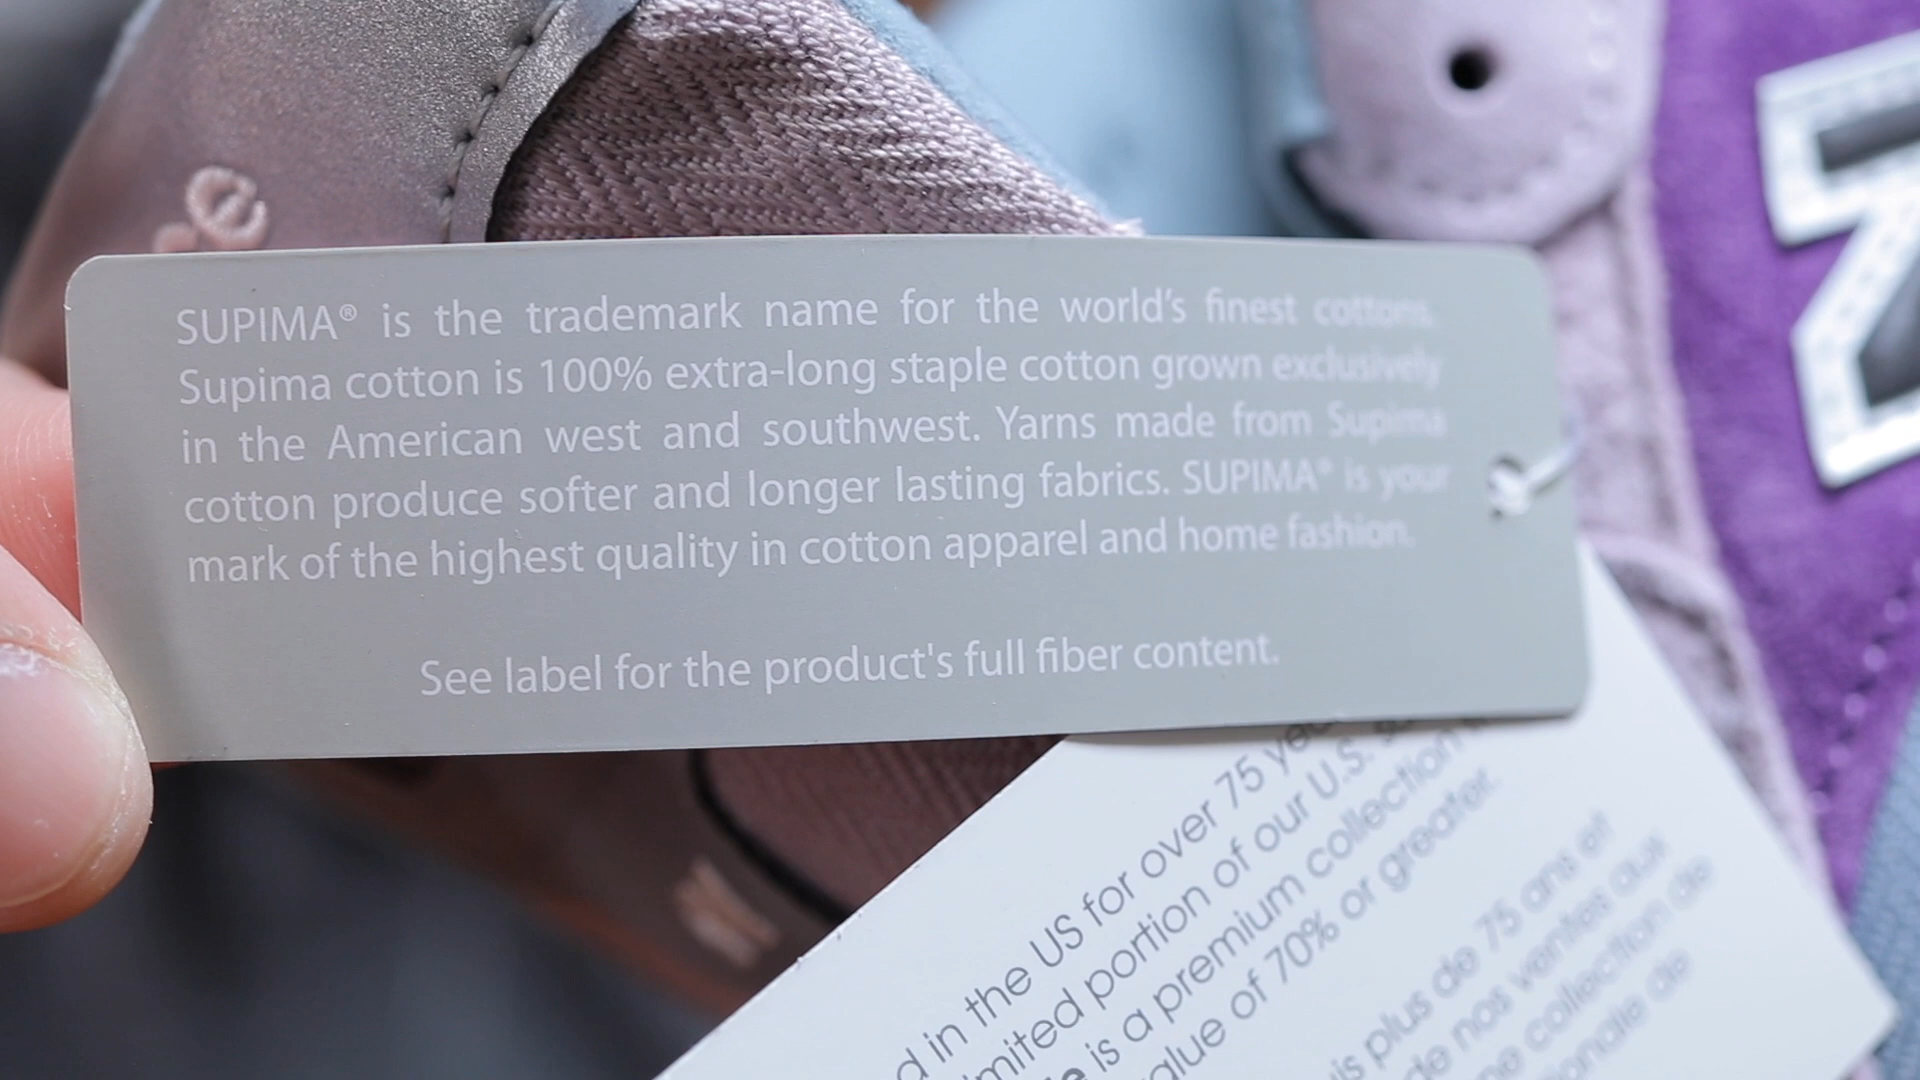 e
SUPIMA® is the trademark name for the world's finest cottons.
Supima cotton is 100% extra-long staple cotton grown exclusively
in the American west and southwest. Yarns made from Supima
cotton produce softer and longer lasting fabrics. SUPIMA® is your
mark of the highest quality in cotton apparel and home fashion.
See label for the product's full fiber content.
d in the US for over 75
limited portion of our U.S.
is a premium collection
value of 70% or greater.
plus de 75 ans et
de nos ventes aux
collection de
de